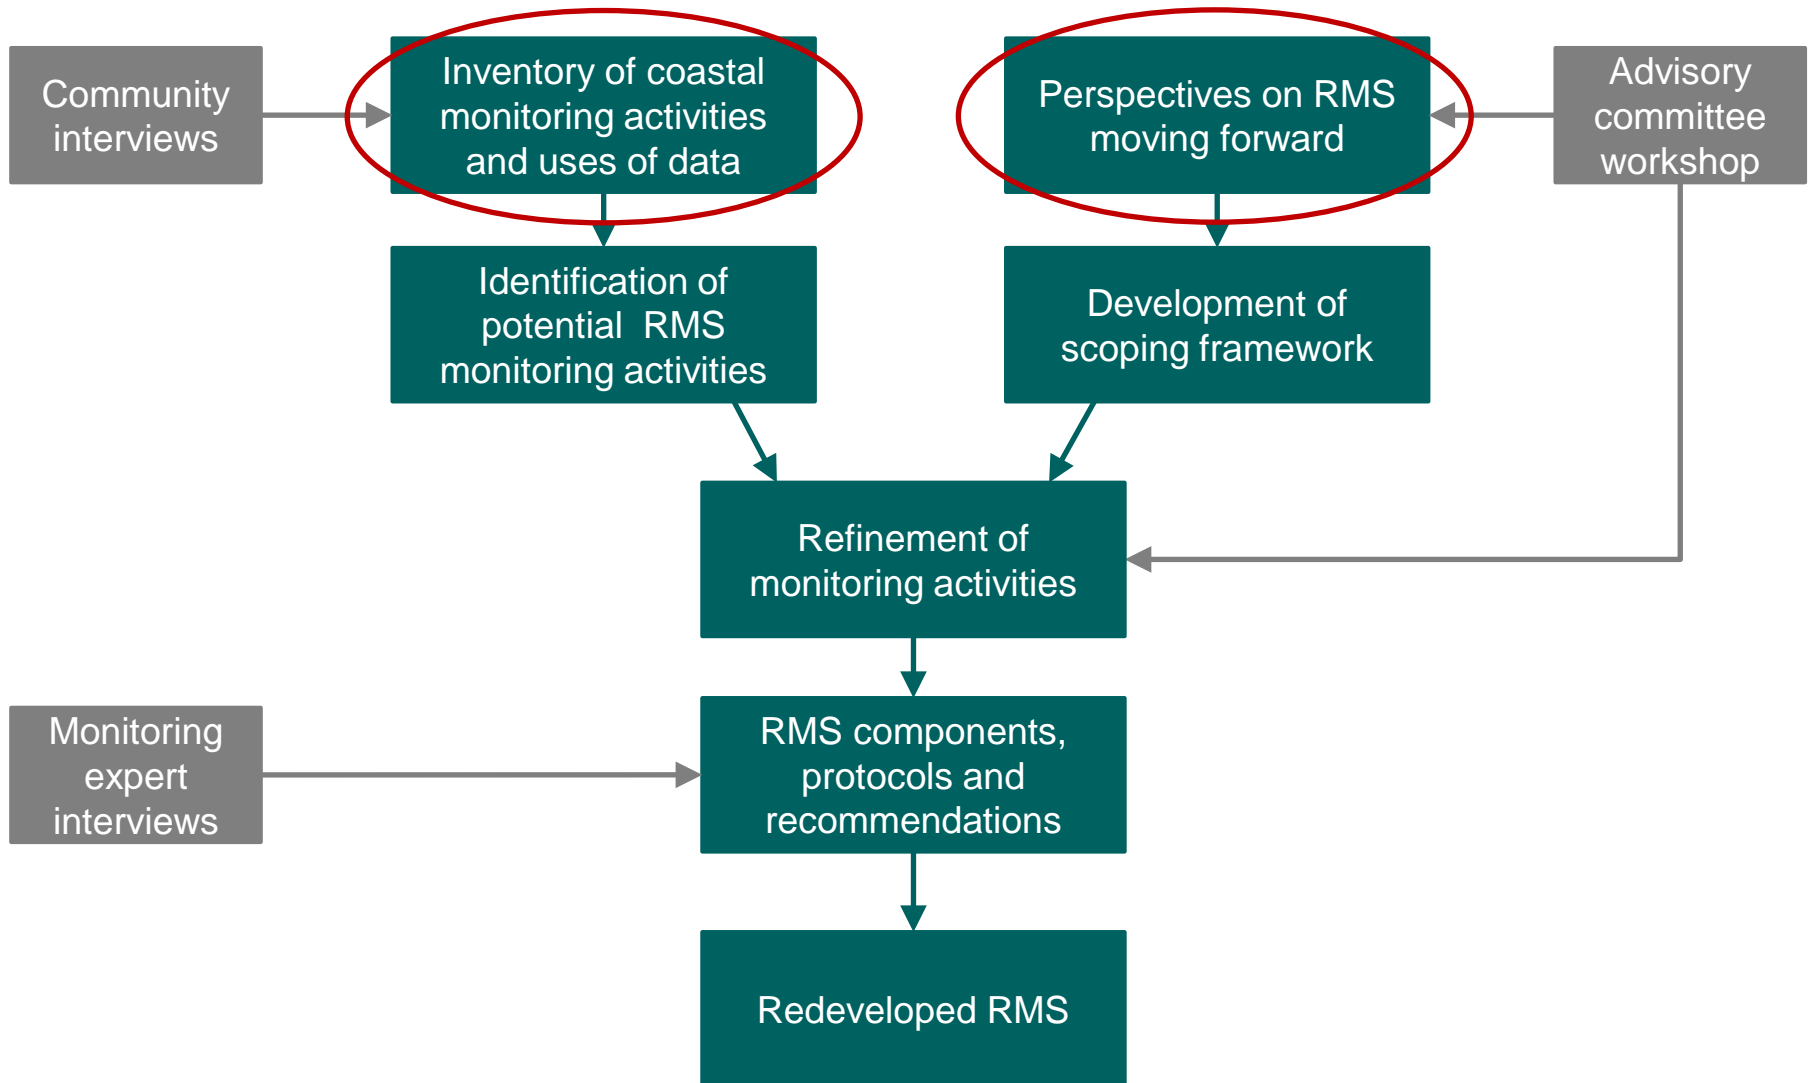 Community
interviews
Inventory of coastal
monitoring activities
and uses of data
Perspectives on RMS
moving forward
Advisory
committee
workshop
Identification of
potential  RMS
monitoring activities
Development of
scoping framework
Refinement of
monitoring activities
Monitoring
expert
interviews
RMS components,
protocols and
recommendations
Redeveloped RMS